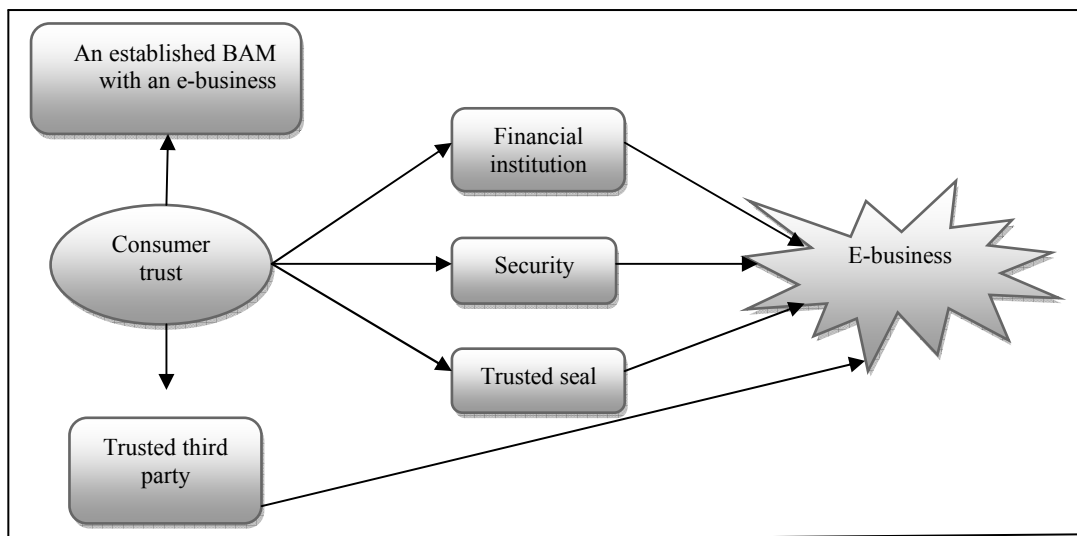 An established BAM
with an e-business
Financial
institution
Consumer
trust
Security
E-business
Trusted seal
Trusted third
party